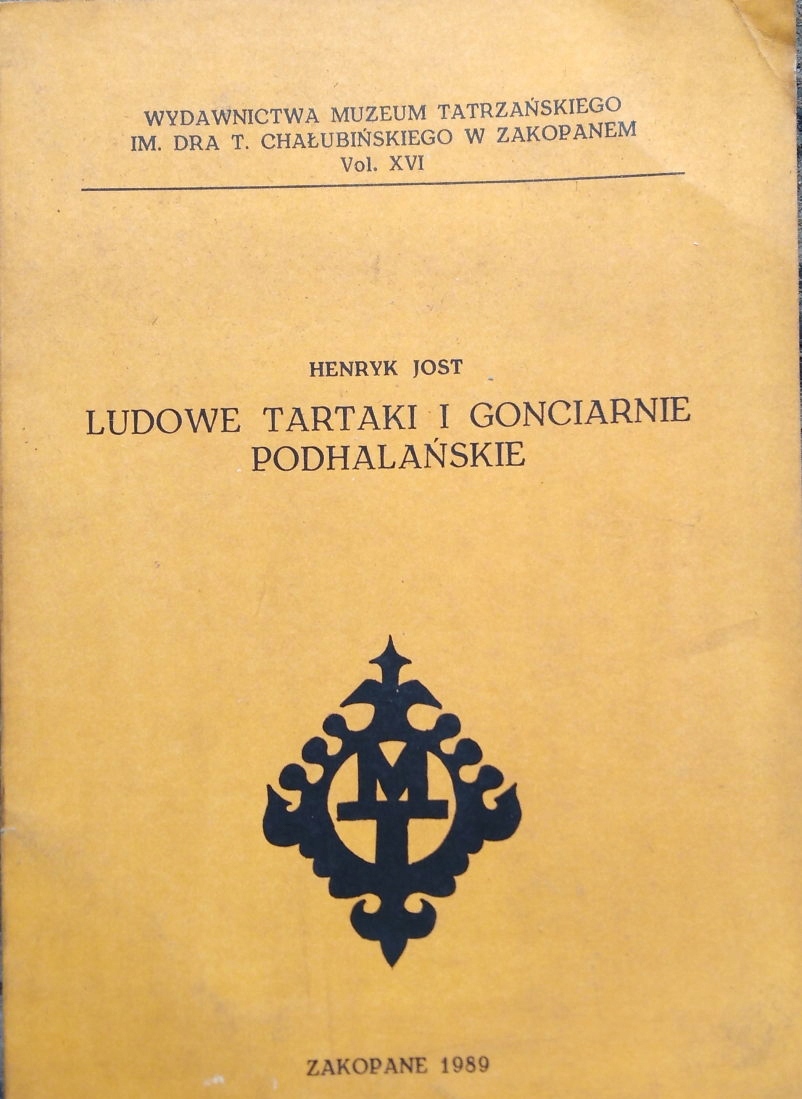 WYDAWNICTWA MUZEUM TATRZAŃSKIEGO
IM. DRA T. CHAŁUBIŃSKIEGO W ZAKOPANEM
Vol. XVI
HENRYK JOST
LUDOWE TARTAKI I GONCIARNIE
PODHALAŃSKIE
M
T
ZAKOPANE 1989